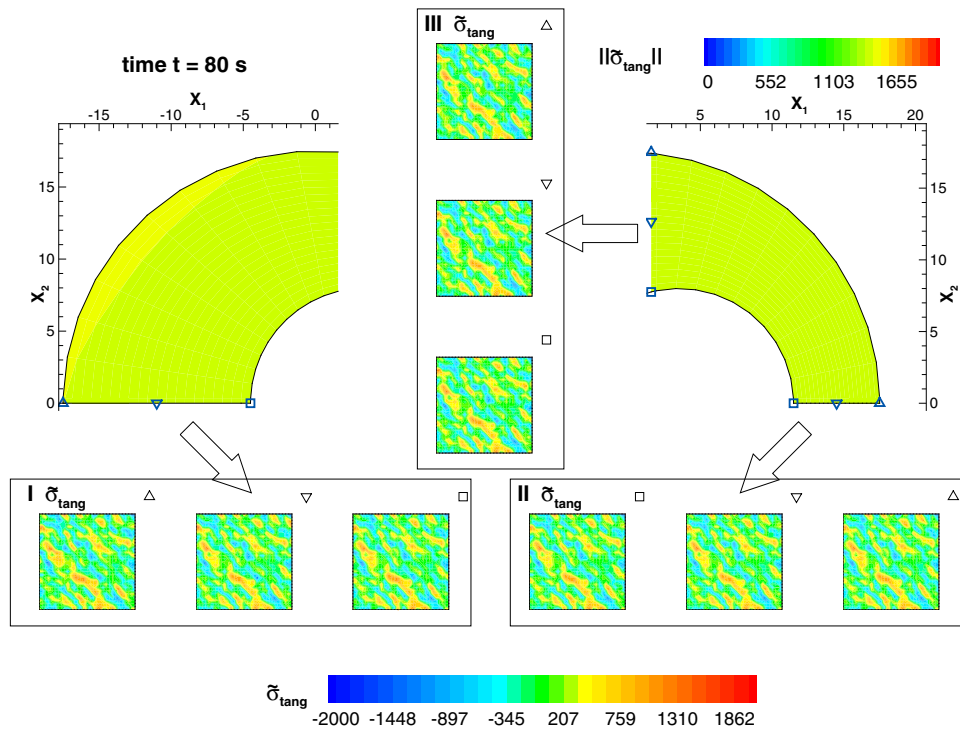 III σ̃tang
time t = 80 s
||σ̃tang||
0 552 1103 1655
X1
-15 -10 -5 0
X1
5 10 15 20
15
10
5
0
X2
15
10
5
0
X2
I σ̃tang
II σ̃tang
σ̃tang
-2000 -1448 -897 -345 207 759 1310 1862